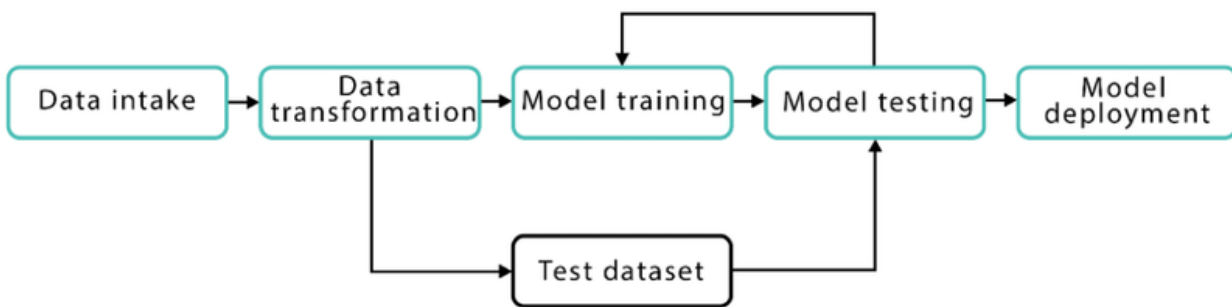 Data intake
Data
transformation
Model training
Model testing
Model
deployment
Test dataset